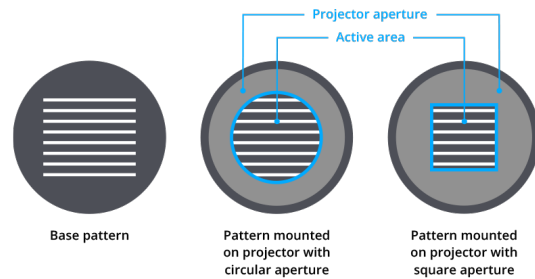 Projector aperture
Active area
Base pattern
Pattern mounted
on projector with
circular aperture
Pattern mounted
on projector with
square aperture